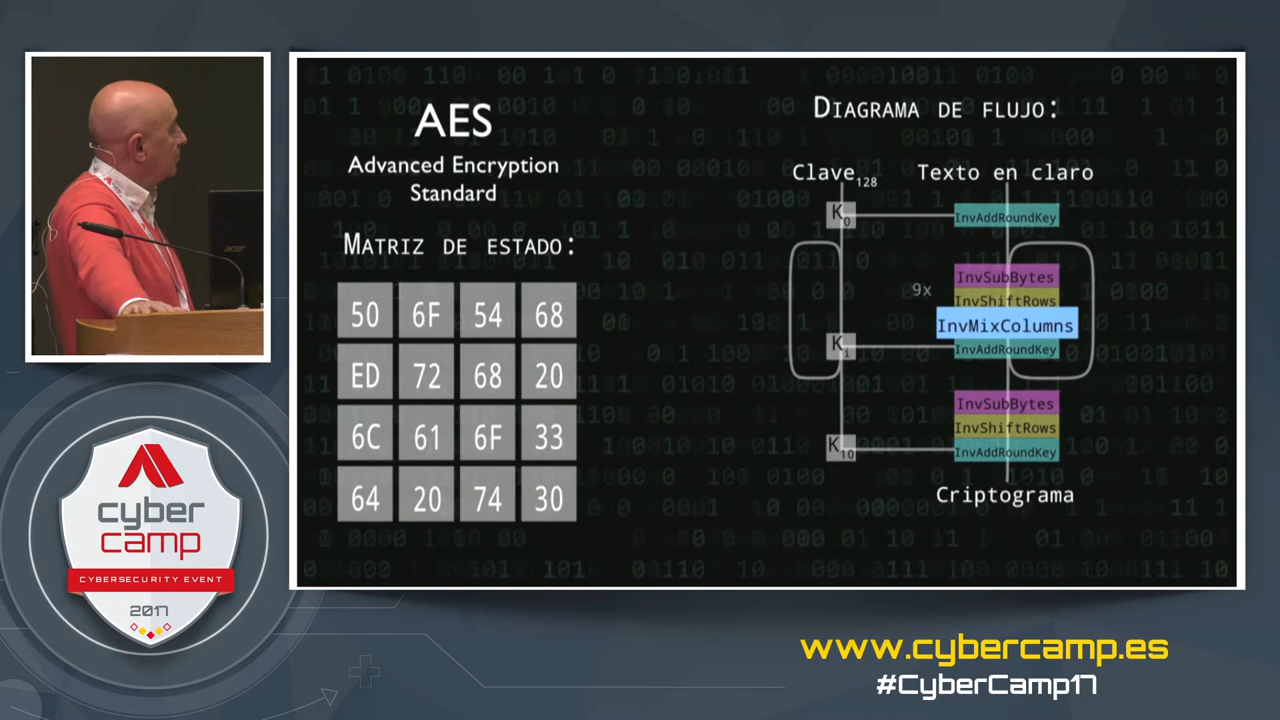 AES
Advanced Encryption
Standard
MATRIZ DE ESTADO:
50 6F 54 68
ED 72 68 20
6C 61 6F 33
64 20 74 30
DIAGRAMA DE FLUJO:
Clave128
Texto en claro
K0
InvAddRoundKey
9x
InvSubBytes
InvShiftRows
InvMixColumns
Ki
InvAddRoundKey
InvSubBytes
InvShiftRows
K10
InvAddRoundKey
Criptograma
acer
cyber
camp
CYBERSECURITY EVENT
2017
www.cybercamp.es
#CyberCamp17